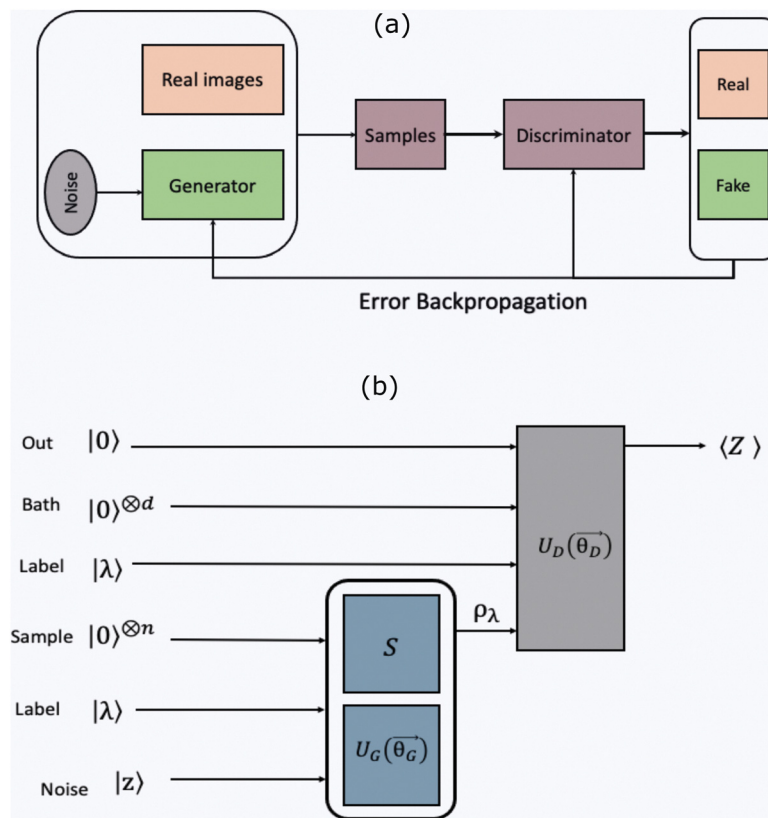 (a)
Real images
Noise
Generator
Samples
Discriminator
Real
Fake
Error Backpropagation
(b)
Out |0⟩
Bath |0⟩⊗d
Label |λ⟩
Sample |0⟩⊗n
Label |λ⟩
Noise |z⟩
S
U_G(θ_G→)
ρ_λ
U_D(θ_D→)
⟨Z⟩